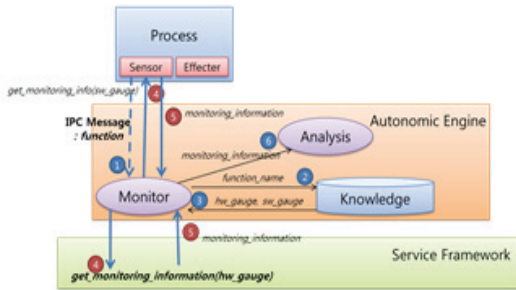 Process
Sensor
Effecter
get_monitoring_info(sw_gauge)
4
5
monitoring_information
IPC Message
: function
Autonomic Engine
1
6
Analysis
monitoring_information
function_name
2
Monitor
3
hw_gauge, sw_gauge
Knowledge
5
monitoring_information
Service Framework
4
get_monitoring_information(hw_gauge)